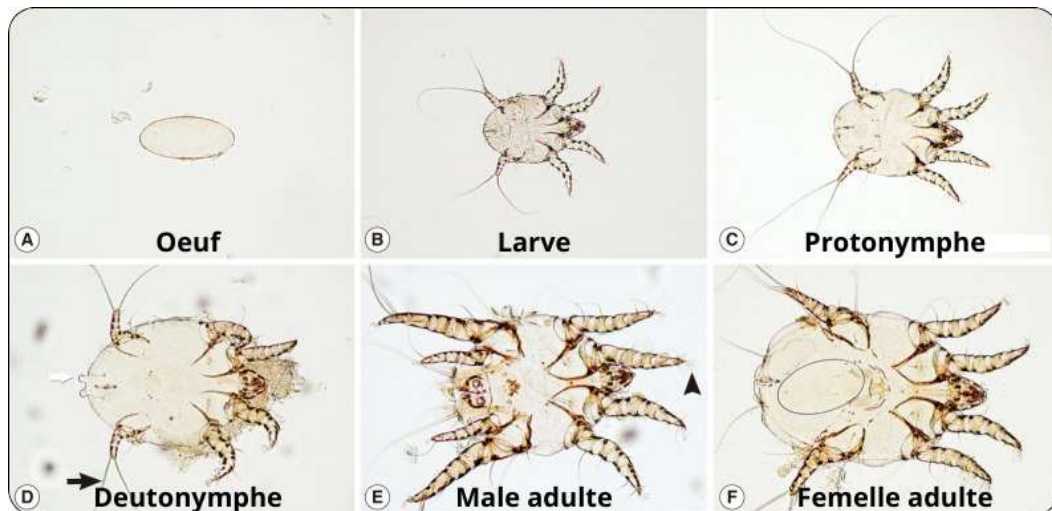 A
Oeuf
B
Larve
C
Protonymphe
D
Deutonymphe
E
Male adulte
F
Femelle adulte